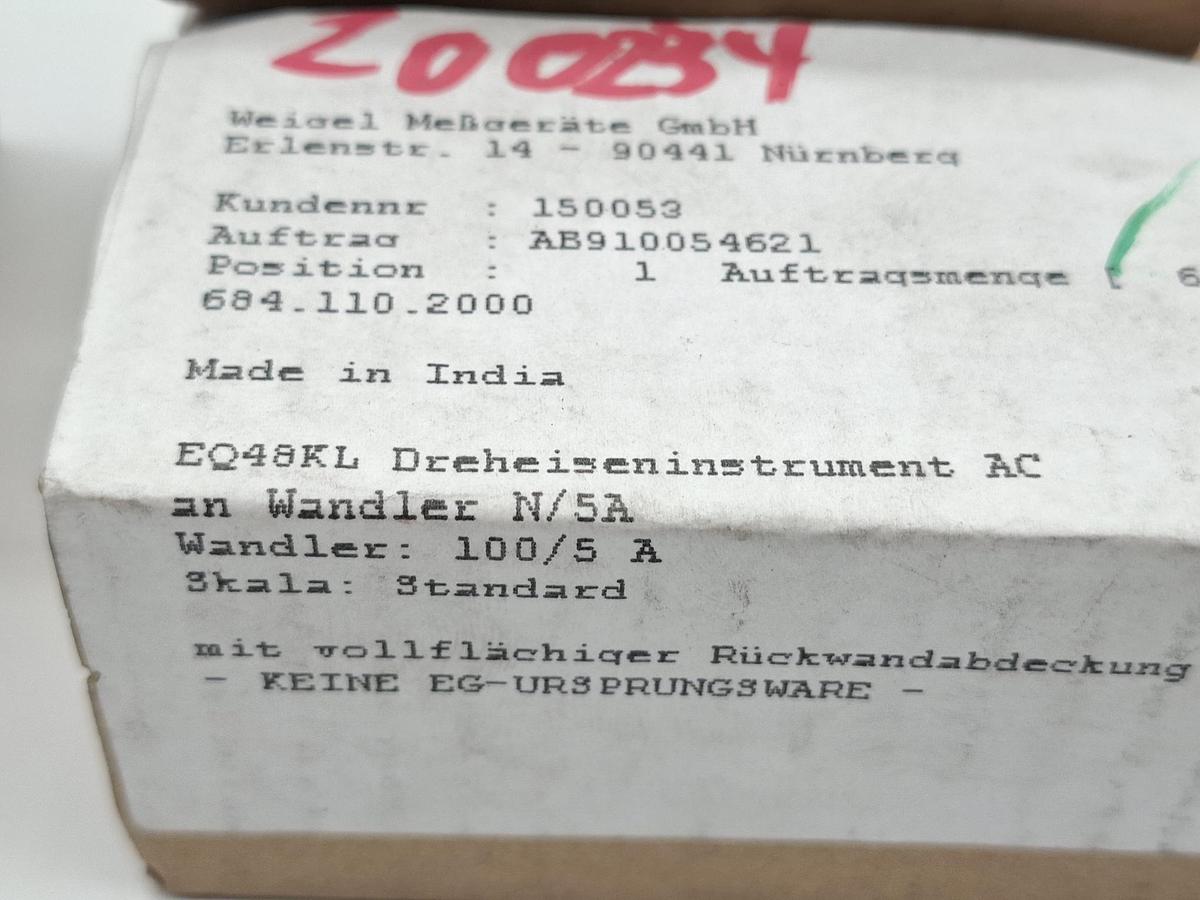 Weigel Meßgeräte GmbH
Erlenstr. 14 - 90441 Nürnberg
Kundennr : 150053
Auftrag : AB910054621
Position : 1 Auftragsmenge
684.110.2000
Made in India
EQ48KL Dreheiseninstrument AC
an Wandler N/5A
Wandler: 100/5 A
Skala: Standard
mit vollflächiger Rückwandabdeckung
- KEINE EG-URSPRUNGSWARE -